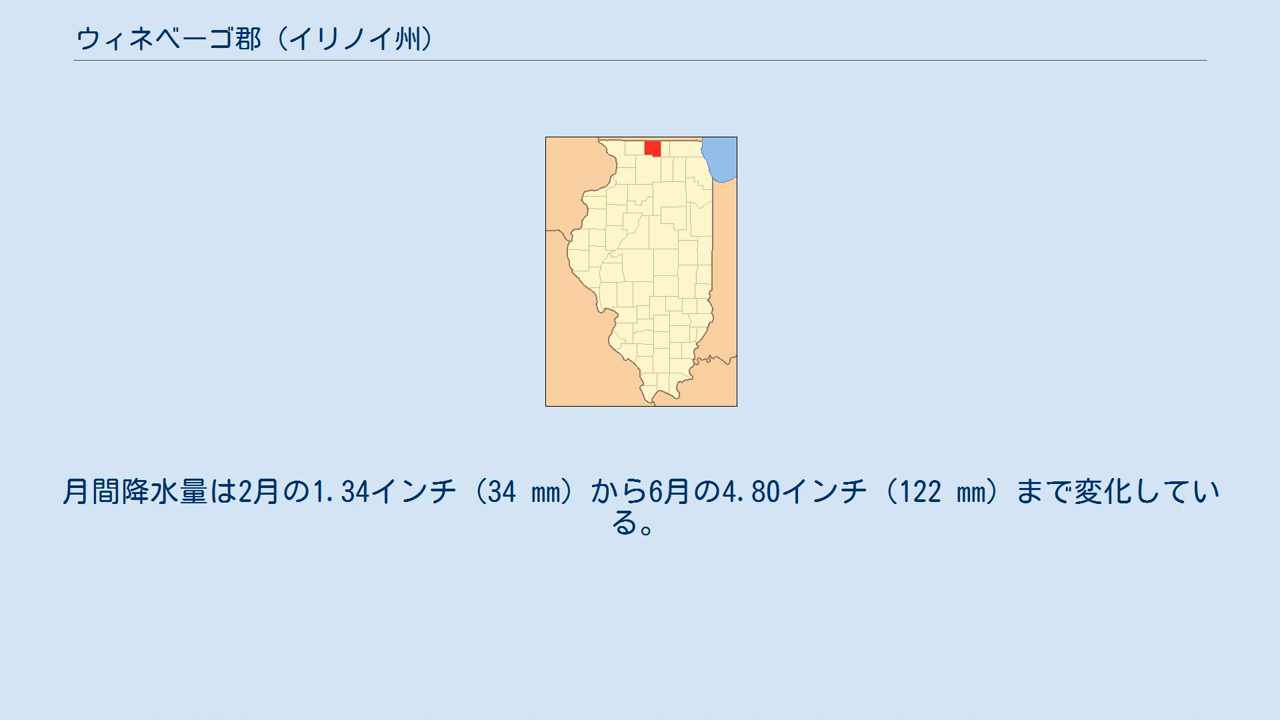 ウィネベーゴ郡（イリノイ州）
月間降水量は2月の1.34インチ（34 mm）から6月の4.80インチ（122 mm）まで変化してい
る。